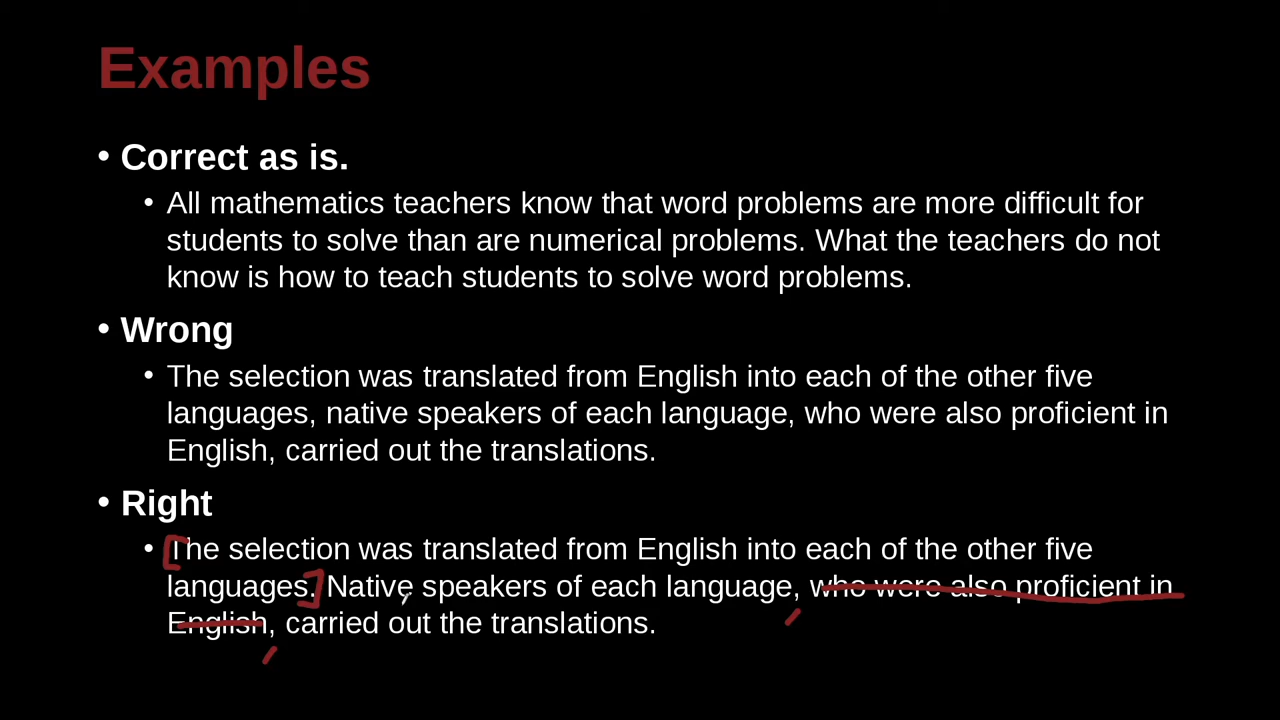 Examples
• Correct as is.
• All mathematics teachers know that word problems are more difficult for
students to solve than are numerical problems. What the teachers do not
know is how to teach students to solve word problems.
• Wrong
• The selection was translated from English into each of the other five
languages, native speakers of each language, who were also proficient in
English, carried out the translations.
• Right
• The selection was translated from English into each of the other five
languages. Native speakers of each language, who were also proficient in
English, carried out the translations.